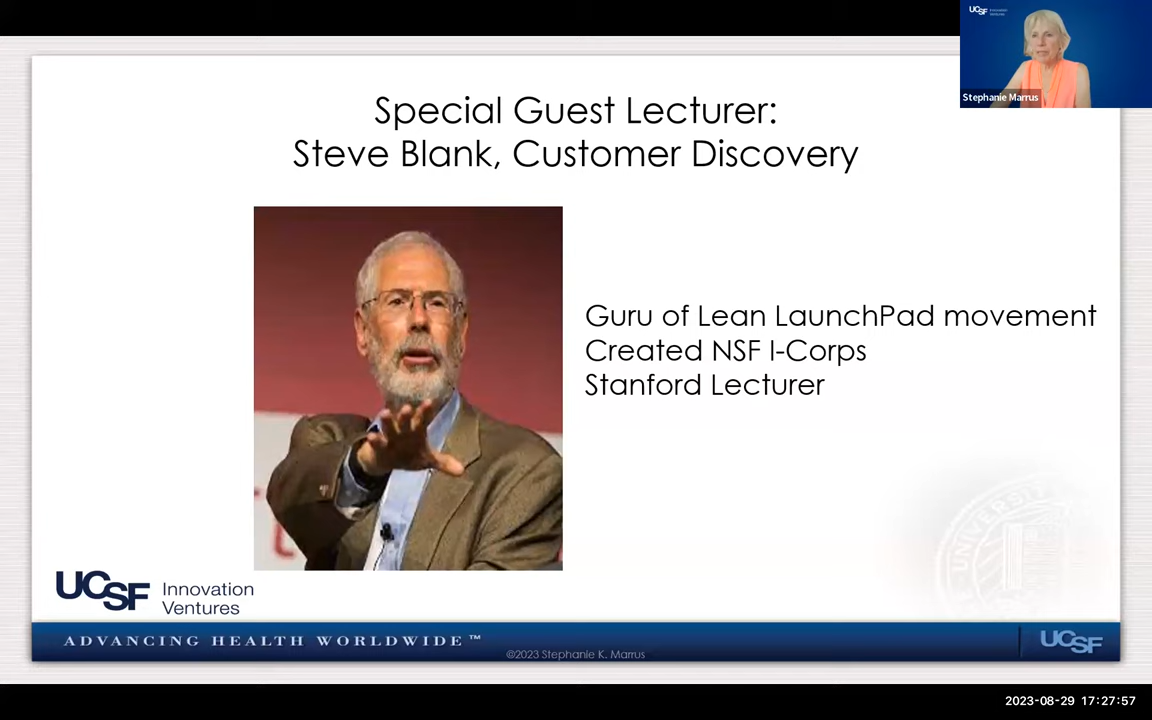 UCSF Innovation Ventures
Stephanie Marrus
Special Guest Lecturer:
Steve Blank, Customer Discovery
Guru of Lean LaunchPad movement
Created NSF I-Corps
Stanford Lecturer
UCSF Innovation
Ventures
ADVANCING HEALTH WORLDWIDE™
UCSF
©2023 Stephanie K. Marrus
2023-08-29 17:27:57